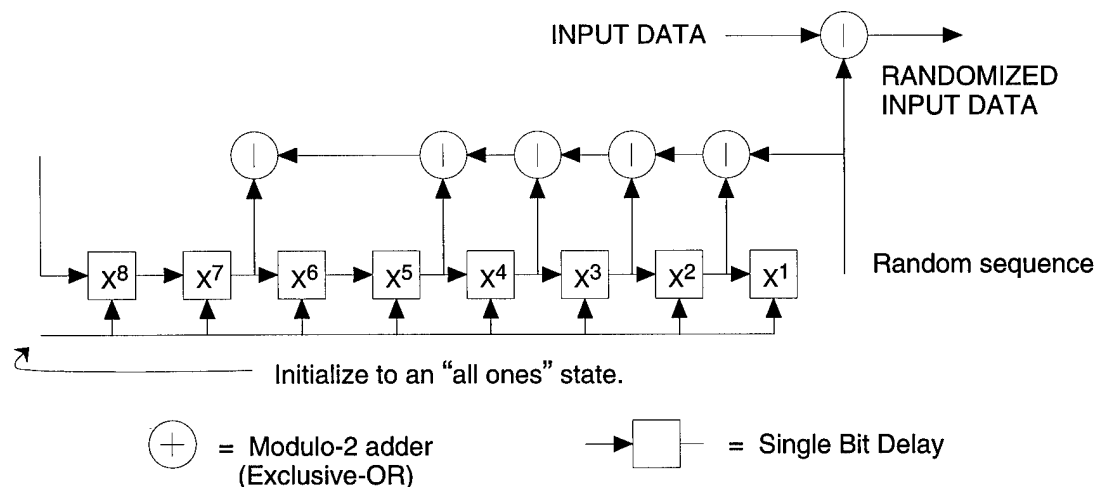 INPUT DATA
RANDOMIZED
INPUT DATA
X8 X7 X6 X5 X4 X3 X2 X1
Random sequence
Initialize to an “all ones” state.
= Modulo-2 adder
(Exclusive-OR)
= Single Bit Delay